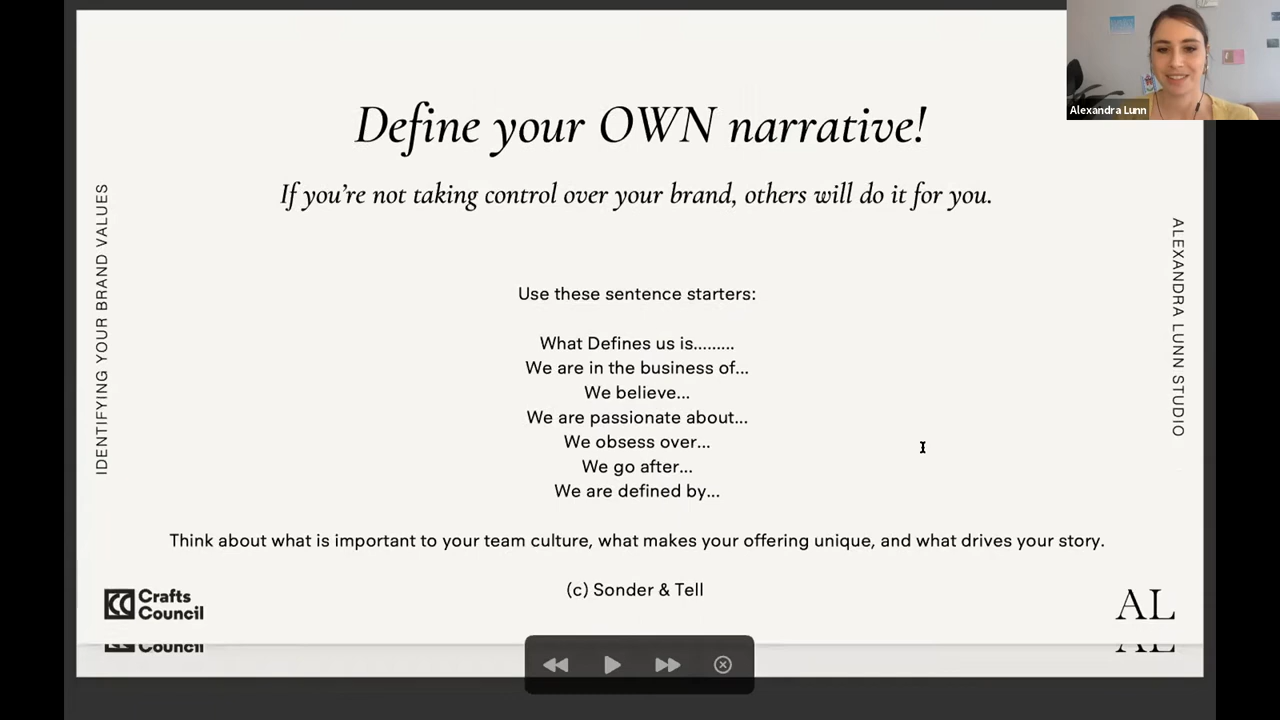 Alexandra Lunn
Define your OWN narrative!
If you're not taking control over your brand, others will do it for you.
IDENTIFYING YOUR BRAND VALUES
ALEXANDRA LUNN STUDIO
Use these sentence starters:
What Defines us is.........
We are in the business of...
We believe...
We are passionate about...
We obsess over...
We go after...
We are defined by...
Think about what is important to your team culture, what makes your offering unique, and what drives your story.
(c) Sonder & Tell
Crafts
Council
AL
Council
AL